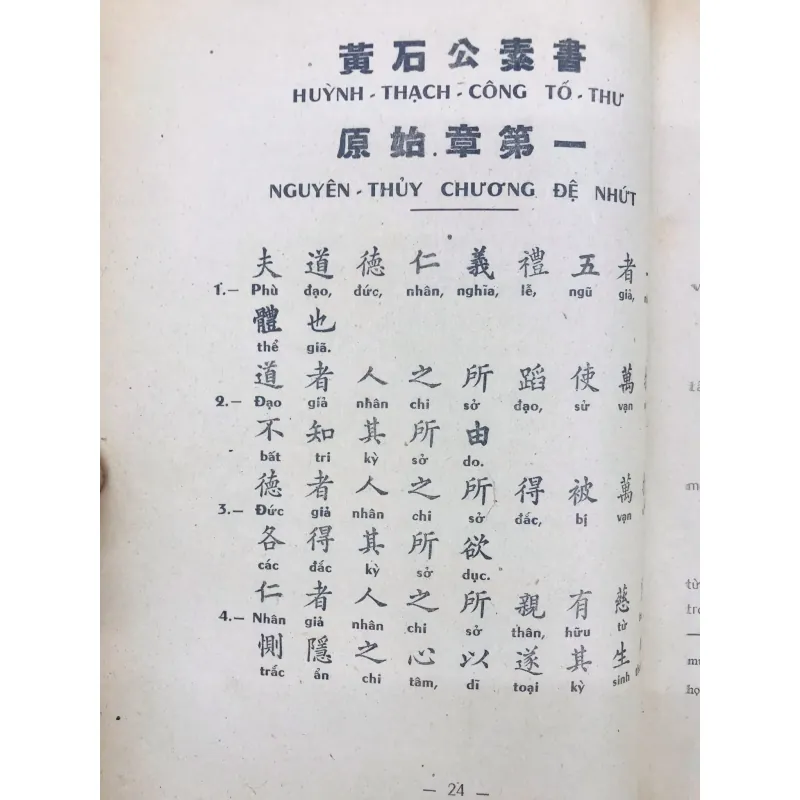 黃石公素書
HUỲNH - THẠCH - CÔNG TỐ - THƯ
原始章第一
NGUYÊN - THỦY CHƯƠNG ĐỆ NHỨT
夫道德仁義禮五者
1.— Phù đạo, đức, nhân, nghĩa, lễ, ngũ giả,
體也
thể giã.
道者人之所蹈使萬
2.— Đạo giả nhân chi sở đạo, sử vạn
不知其所由
bất tri kỳ sở do.
德者人之所得被萬
3.— Đức giả nhân chi sở đắc, bị vạn
各得其所欲
các đắc kỳ sở dục.
仁者人之所親有慈
4.— Nhân giả nhân chi sở thân, hữu từ
惻隱之心以遂其生
trắc ẩn chi tâm, dĩ toại kỳ sinh
— 24 —
từ